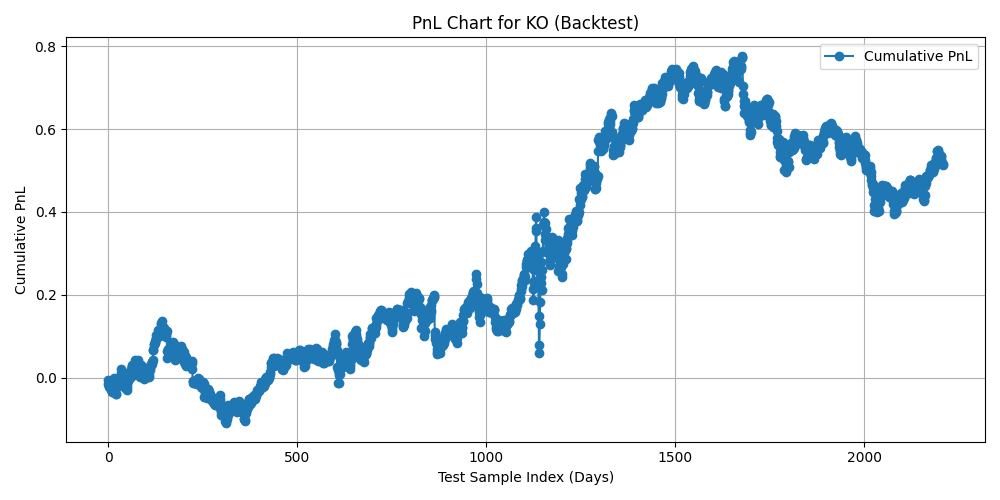 PnL Chart for KO (Backtest)
Cumulative PnL
0.8
0.6
0.4
0.2
0.0
Cumulative PnL
0
500
1000
1500
2000
Test Sample Index (Days)